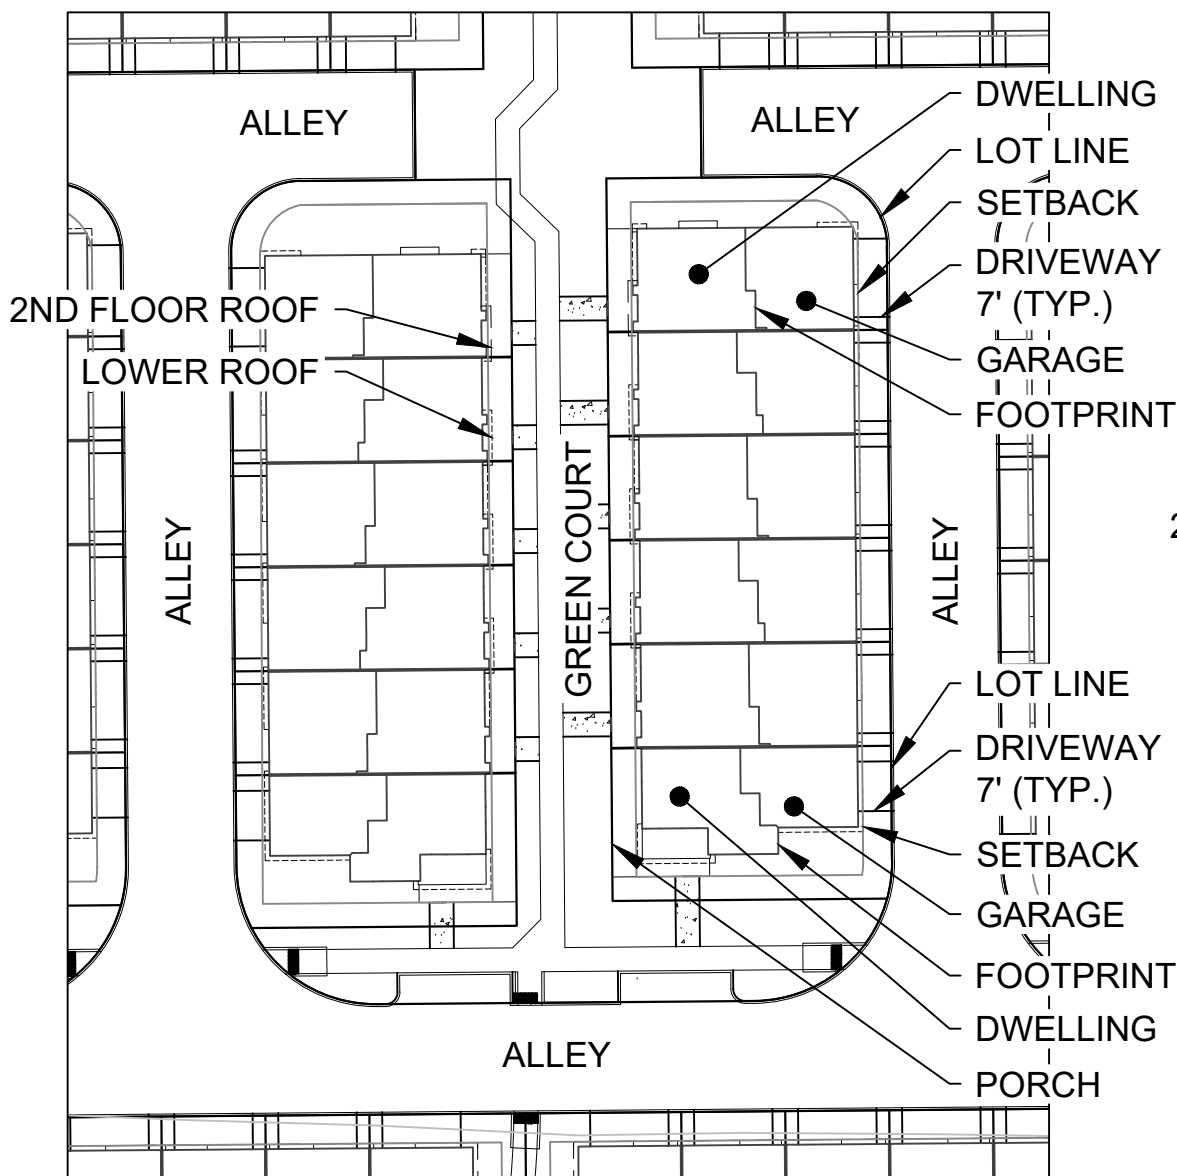 ALLEY
ALLEY
DWELLING
LOT LINE
SETBACK
DRIVEWAY
7' (TYP.)
GARAGE
FOOTPRINT
2ND FLOOR ROOF
LOWER ROOF
ALLEY
GREEN COURT
ALLEY
2
LOT LINE
DRIVEWAY
7' (TYP.)
SETBACK
GARAGE
FOOTPRINT
DWELLING
PORCH
ALLEY